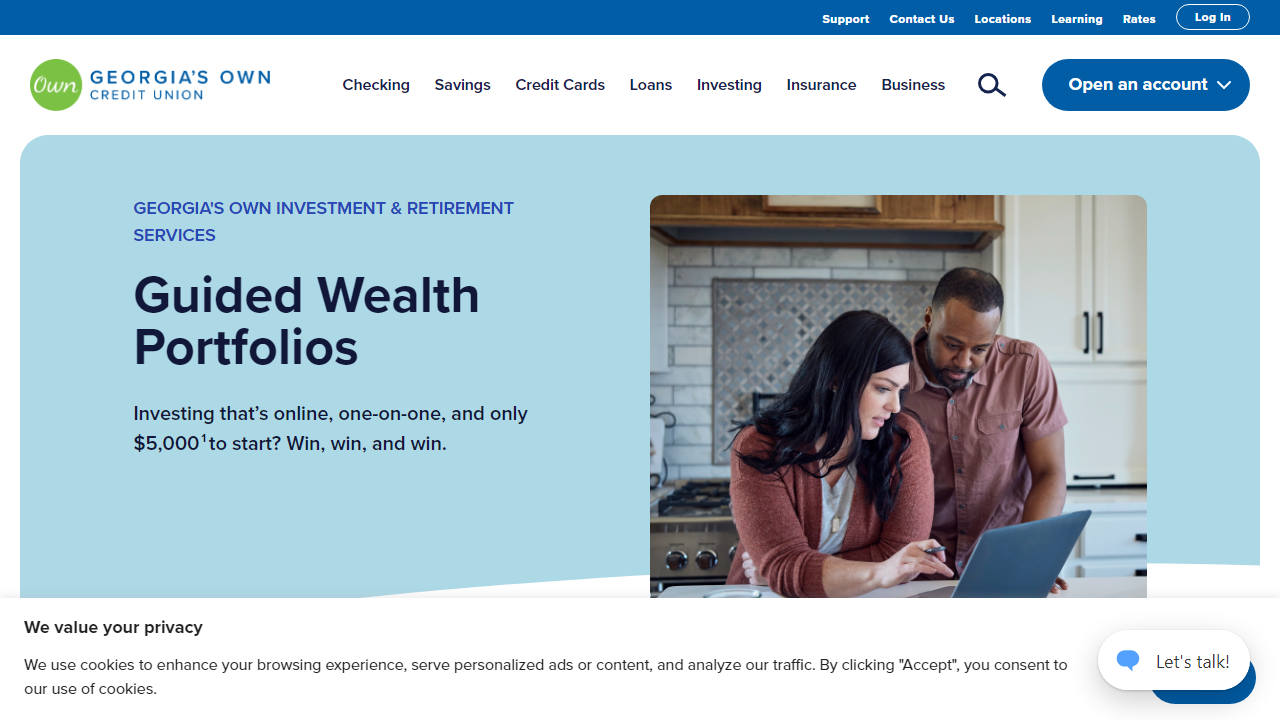 Support Contact Us Locations Learning Rates Log In
Own GEORGIA'S OWN
CREDIT UNION
Checking Savings Credit Cards Loans Investing Insurance Business Open an account
GEORGIA'S OWN INVESTMENT & RETIREMENT
SERVICES
Guided Wealth
Portfolios
Investing that’s online, one-on-one, and only
$5,000¹ to start? Win, win, and win.
We value your privacy
We use cookies to enhance your browsing experience, serve personalized ads or content, and analyze our traffic. By clicking "Accept", you consent to
our use of cookies.
Let's talk!